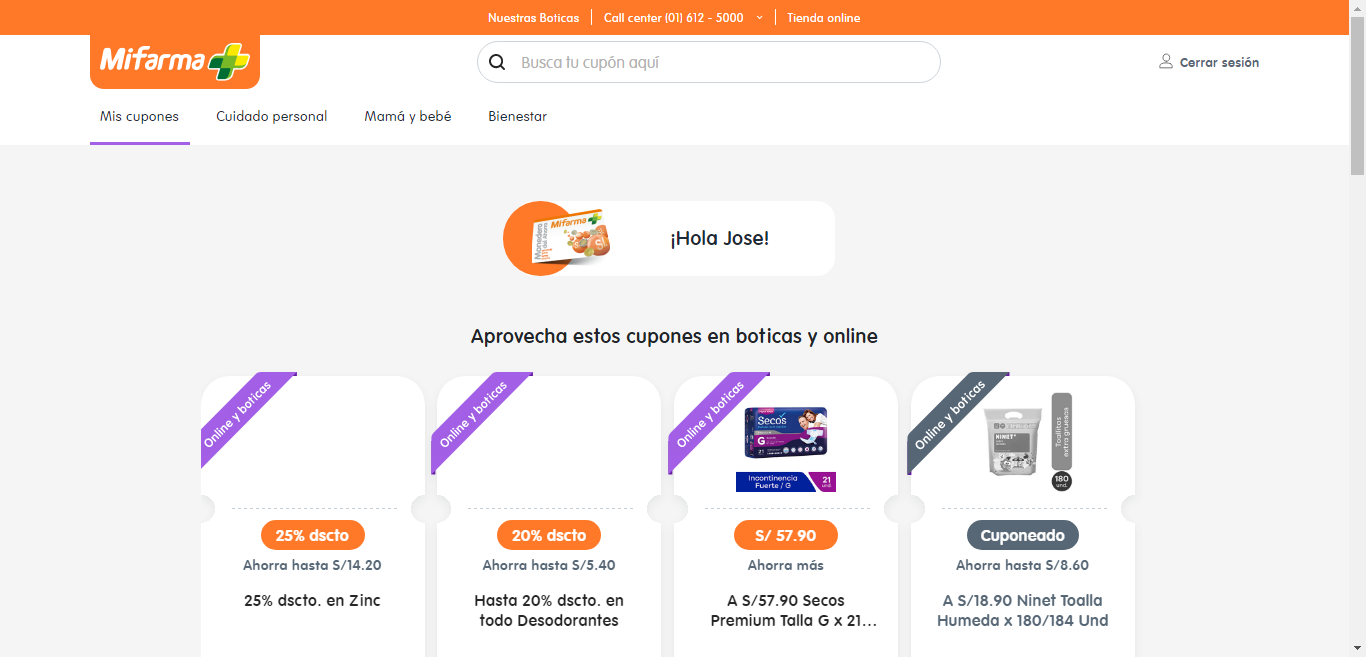 Nuestras Boticas
Call center (01) 612 - 5000
Tienda online
Mifarma
Busca tu cupón aquí
Cerrar sesión
Mis cupones
Cuidado personal
Mamá y bebé
Bienestar
Mifarma
Monedero
del Ahorro
¡Hola Jose!
Aprovecha estos cupones en boticas y online
Online y boticas
25% dscto
Ahorra hasta S/14.20
25% dscto. en Zinc
Online y boticas
20% dscto
Ahorra hasta S/5.40
Hasta 20% dscto. en
todo Desodorantes
Online y boticas
Secos
G
21
Incontinencia
Fuerte / G
21
und.
S/ 57.90
Ahorra más
A S/57.90 Secos
Premium Talla G x 21...
Online y boticas
NINET
Toallitas
extra gruesas
180
und.
Cuponeado
Ahorra hasta S/8.60
A S/18.90 Ninet Toalla
Humeda x 180/184 Und